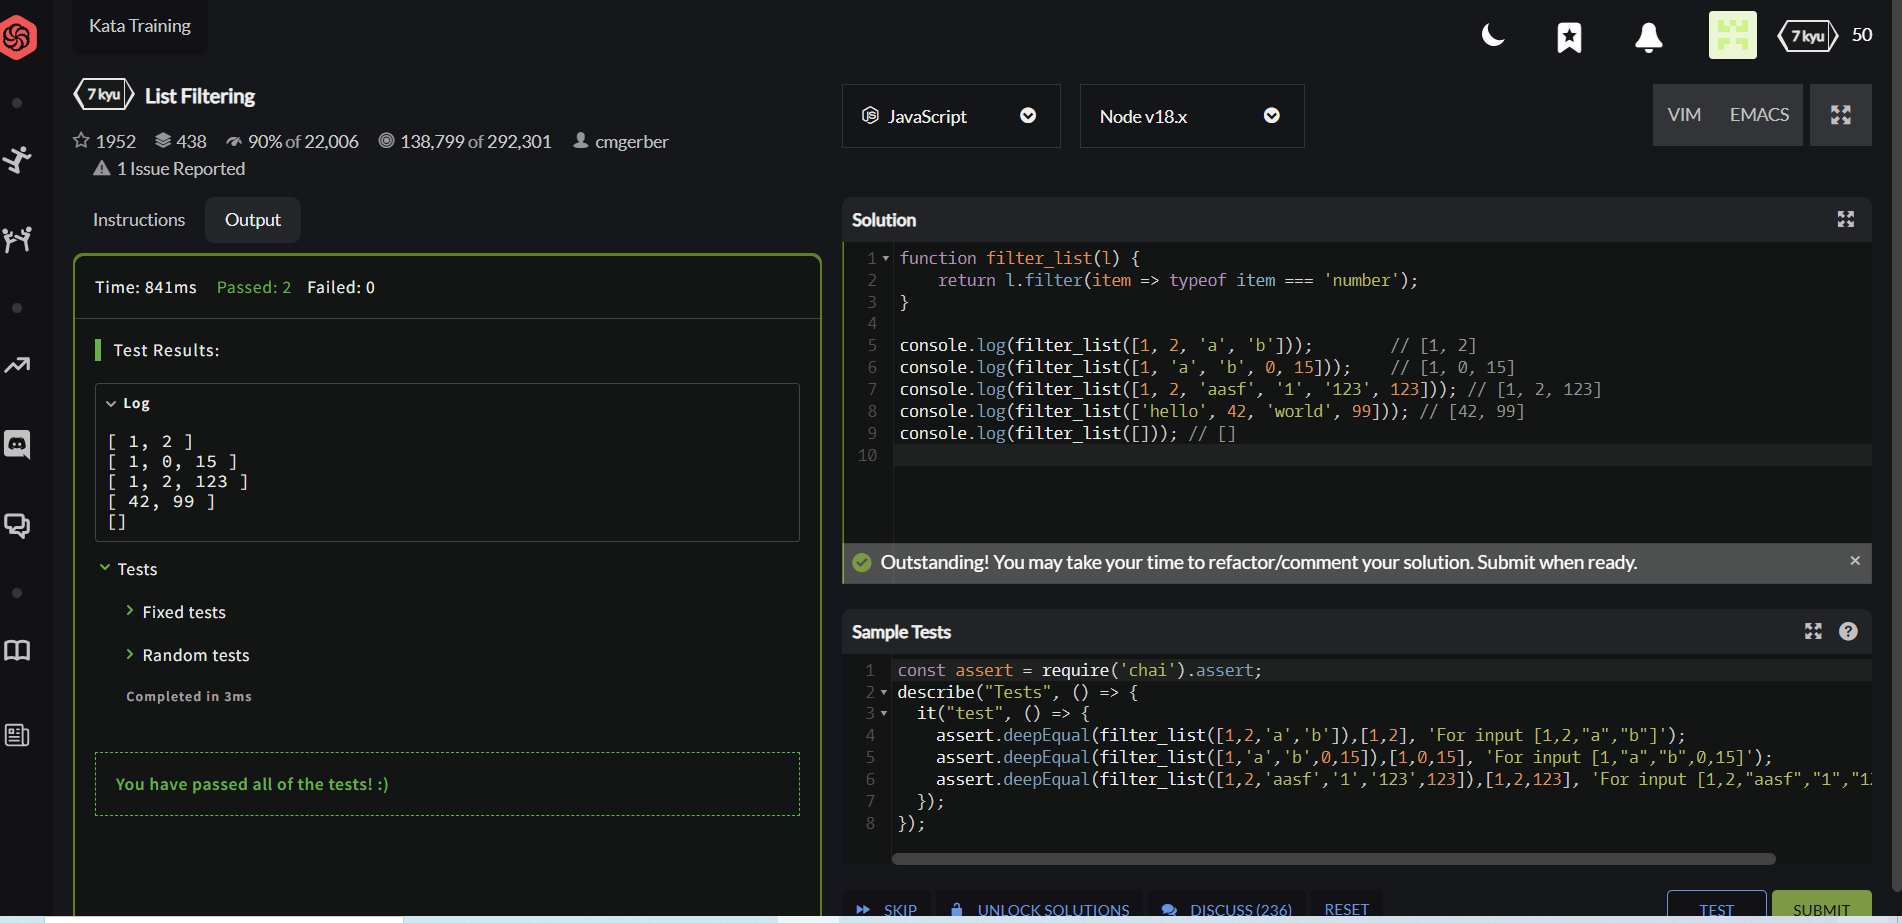 Kata Training
7 kyu
50
7 kyu
List Filtering
1952
438
90% of 22,006
138,799 of 292,301
cmgerber
1 Issue Reported
Instructions
Output
Time: 841ms Passed: 2 Failed: 0
Test Results:
Log
[ 1, 2 ]
[ 1, 0, 15 ]
[ 1, 2, 123 ]
[ 42, 99 ]
[]
Tests
Fixed tests
Random tests
Completed in 3ms
You have passed all of the tests! :)
JavaScript
Node v18.x
VIM
EMACS
Solution
1 function filter_list(l) {
2     return l.filter(item => typeof item === 'number');
3 }
4
5 console.log(filter_list([1, 2, 'a', 'b']));        // [1, 2]
6 console.log(filter_list([1, 'a', 'b', 0, 15]));    // [1, 0, 15]
7 console.log(filter_list([1, 2, 'aasf', '1', '123', 123])); // [1, 2, 123]
8 console.log(filter_list(['hello', 42, 'world', 99])); // [42, 99]
9 console.log(filter_list([])); // []
10
Outstanding! You may take your time to refactor/comment your solution. Submit when ready.
×
Sample Tests
?
1 const assert = require('chai').assert;
2 describe("Tests", () => {
3   it("test", () => {
4     assert.deepEqual(filter_list([1,2,'a','b']),[1,2], 'For input [1,2,"a","b"]');
5     assert.deepEqual(filter_list([1,'a','b',0,15]),[1,0,15], 'For input [1,"a","b",0,15]');
6     assert.deepEqual(filter_list([1,2,'aasf','1','123',123]),[1,2,123], 'For input [1,2,"aasf","1","12
7   });
8 });
SKIP
UNLOCK SOLUTIONS
DISCUSS (236)
RESET
TEST
SUBMIT